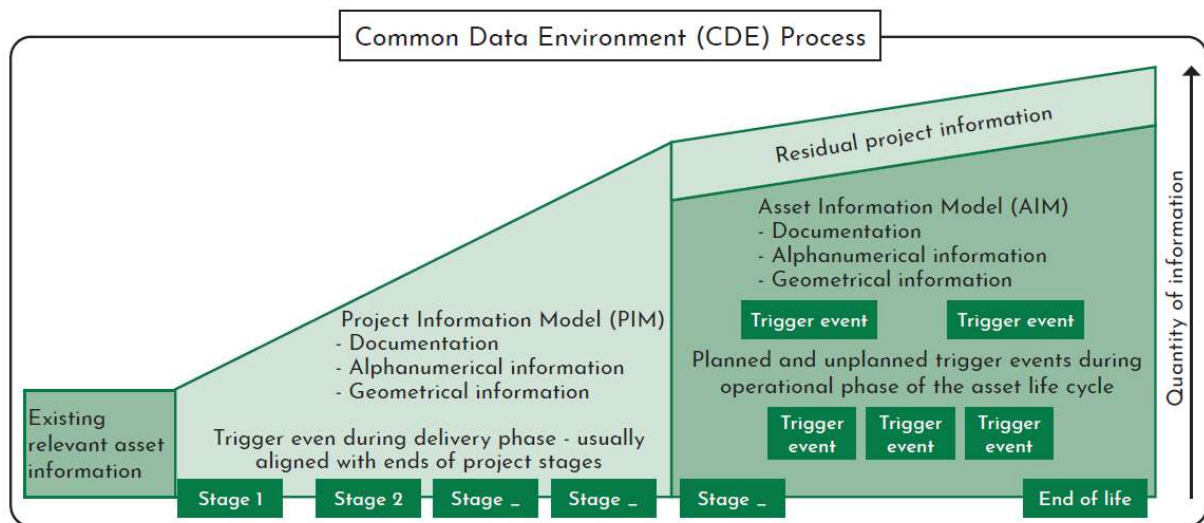 Common Data Environment (CDE) Process
Residual project information
Asset Information Model (AIM)
- Documentation
- Alphanumerical information
- Geometrical information
Trigger event
Trigger event
Planned and unplanned trigger events during
operational phase of the asset life cycle
Trigger
event
Trigger
event
Trigger
event
Project Information Model (PIM)
- Documentation
- Alphanumerical information
- Geometrical information
Trigger even during delivery phase - usually
aligned with ends of project stages
Existing
relevant asset
information
Stage 1
Stage 2
Stage _
Stage _
Stage _
End of life
Quantity of information